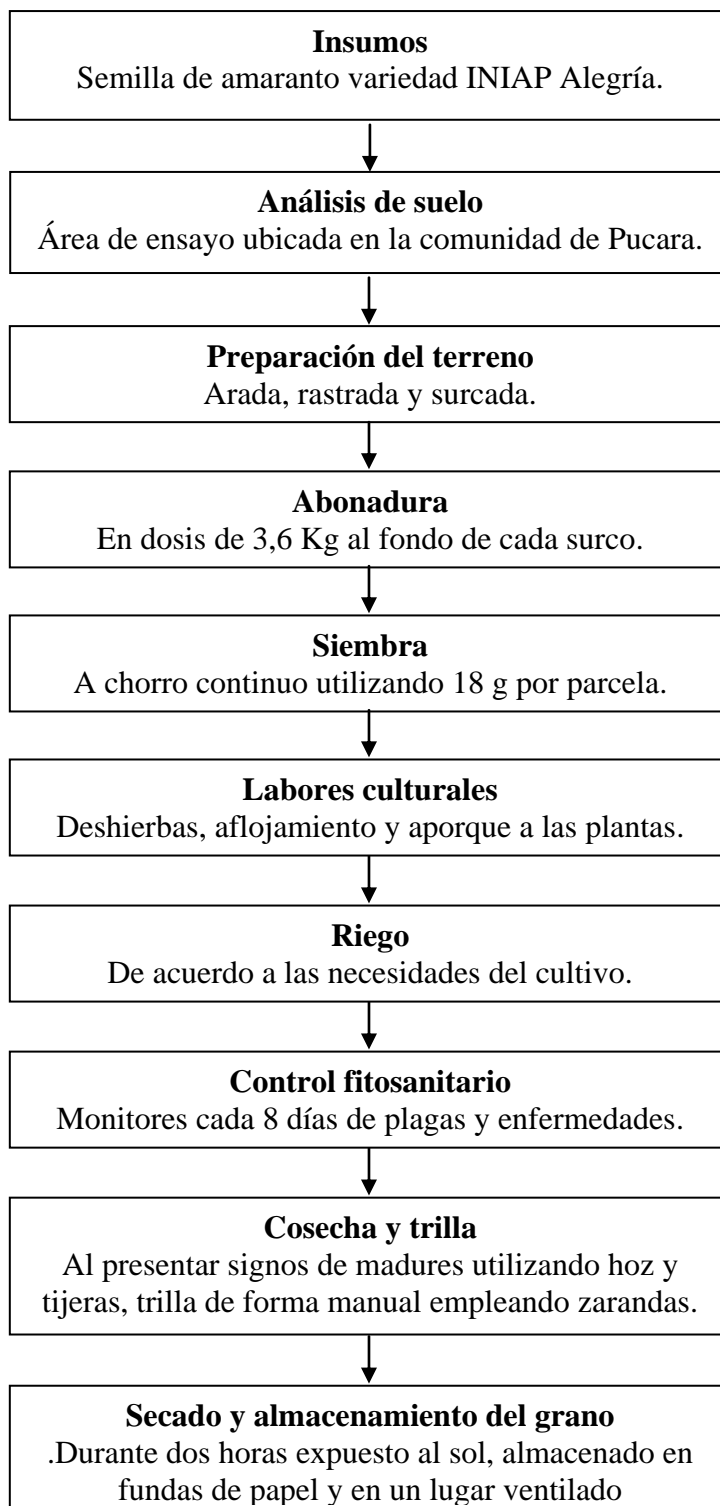 Insumos
Semilla de amaranto variedad INIAP Alegría.
Análisis de suelo
Área de ensayo ubicada en la comunidad de Pucara.
Preparación del terreno
Arada, rastrada y surcada.
Abonadura
En dosis de 3,6 Kg al fondo de cada surco.
Siembra
A chorro continuo utilizando 18 g por parcela.
Labores culturales
Deshierbas, aflojamiento y aporque a las plantas.
Riego
De acuerdo a las necesidades del cultivo.
Control fitosanitario
Monitores cada 8 días de plagas y enfermedades.
Cosecha y trilla
Al presentar signos de madures utilizando hoz y
tijeras, trilla de forma manual empleando zarandas.
Secado y almacenamiento del grano
.Durante dos horas expuesto al sol, almacenado en
fundas de papel y en un lugar ventilado